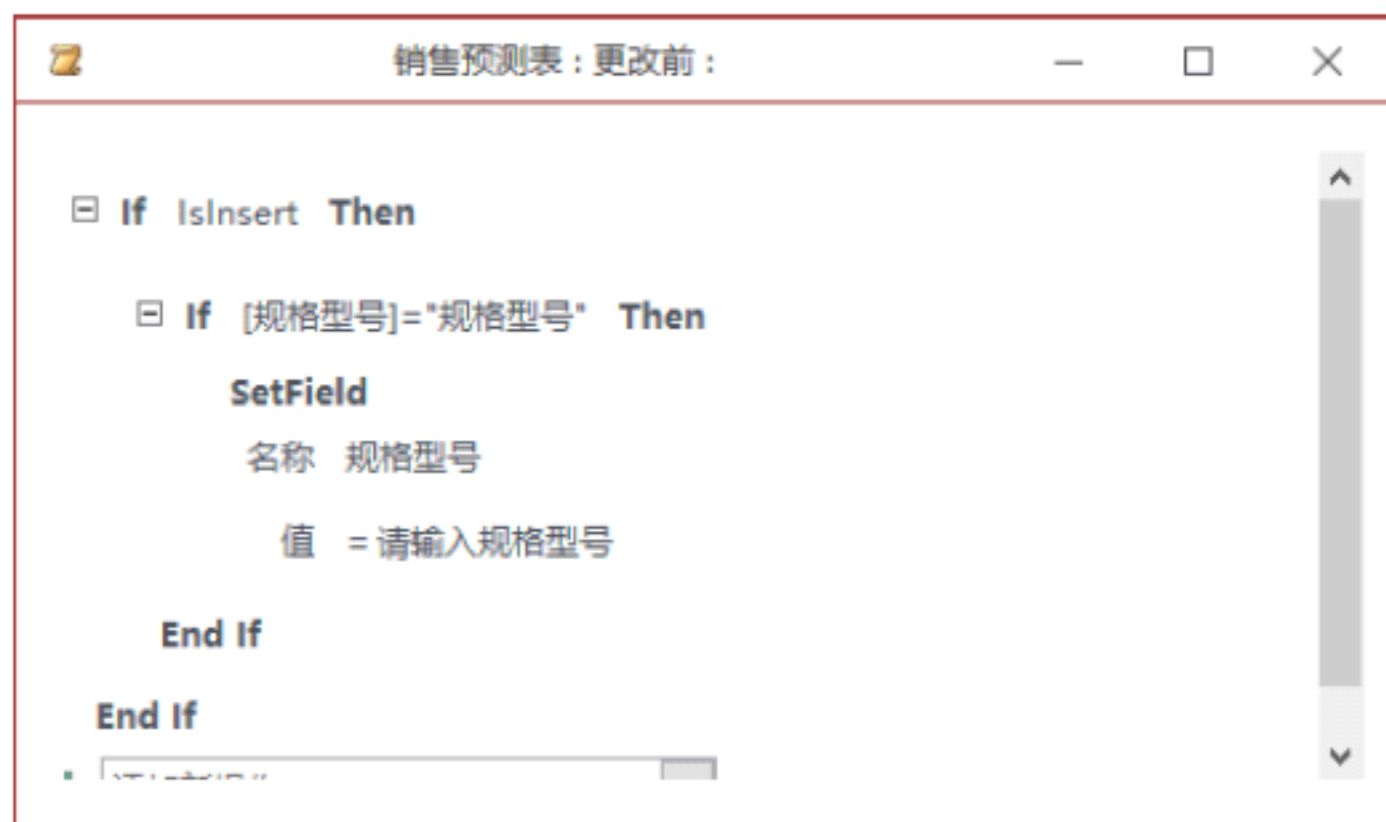 销售预测表 : 更改前 :
If IsInsert Then
If [规格型号]="规格型号" Then
SetField
名称 规格型号
值 = 请输入规格型号
End If
End If